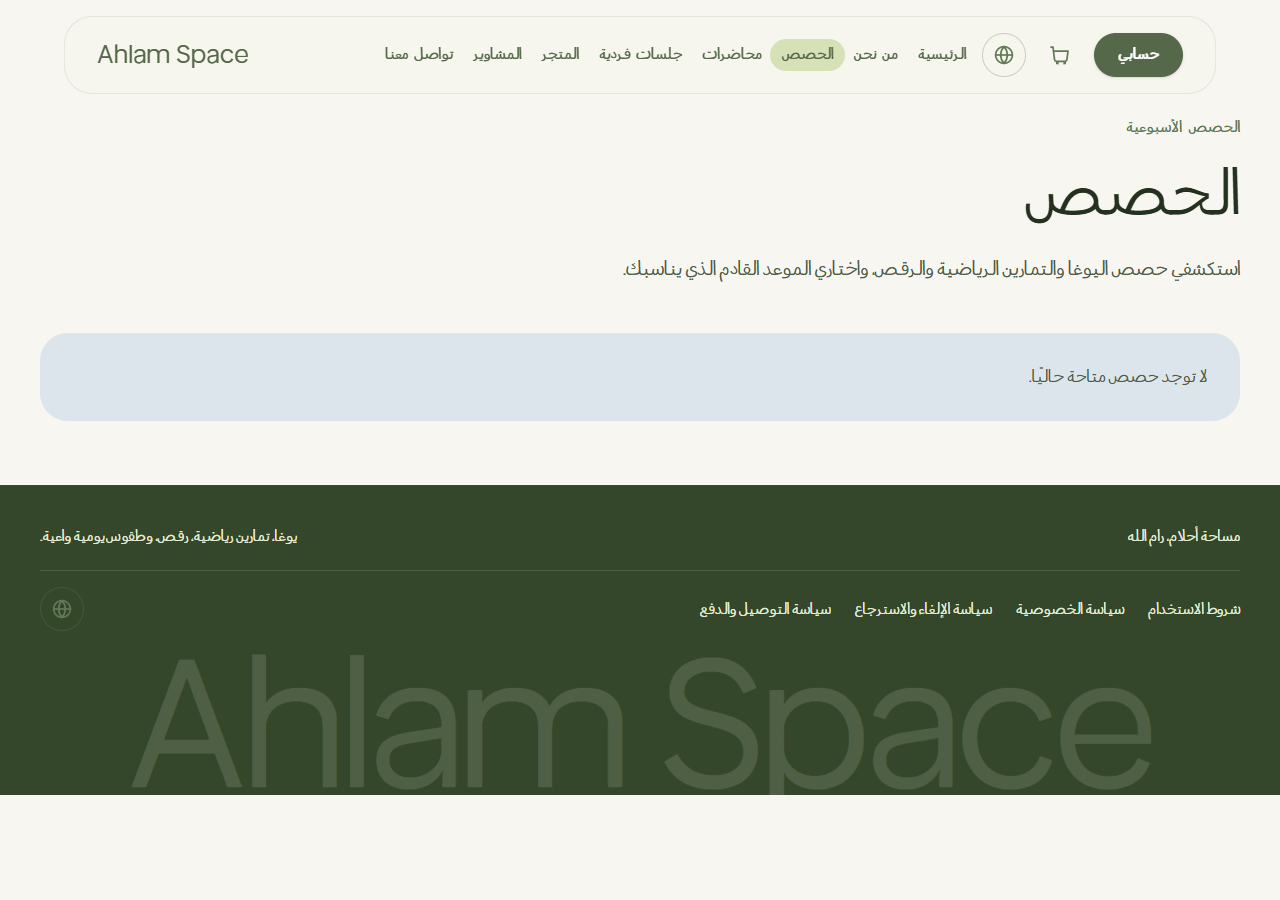 حسابي
الرئيسية
من نحن
الحصص
محاضرات
جلسات فردية
المتجر
المشاوير
تواصل معنا
Ahlam Space
الحصص الأسبوعية
الحصص
استكشفي حصص اليوغا والتمارين الرياضية والرقص، واختاري الموعد القادم الذي يناسبك.
لا توجد حصص متاحة حاليًا.
مساحة أحلام، رام الله
يوغا، تمارين رياضية، رقص، وطقوس يومية واعية.
شروط الاستخدام
سياسة الخصوصية
سياسة الإلغاء والاسترجاع
سياسة التوصيل والدفع
Ahlam Space